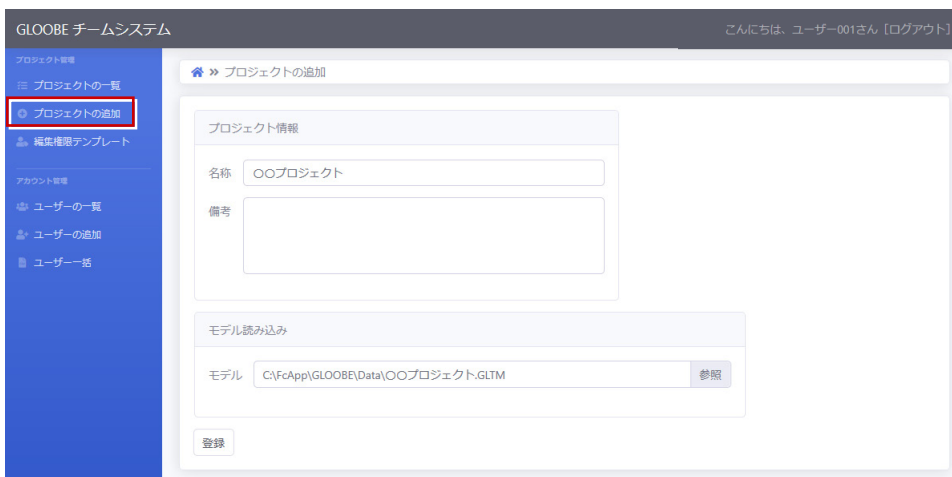 GLOOBE チームシステム
こんにちは、ユーザー001さん [ログアウト]
プロジェクト管理
プロジェクトの一覧
プロジェクトの追加
編集権限テンプレート
アカウント管理
ユーザーの一覧
ユーザーの追加
ユーザー一括
» プロジェクトの追加
プロジェクト情報
名称 〇〇プロジェクト
備考
モデル読み込み
モデル C:\FcApp\GLOOBE\Data\〇〇プロジェクト.GLTM 参照
登録